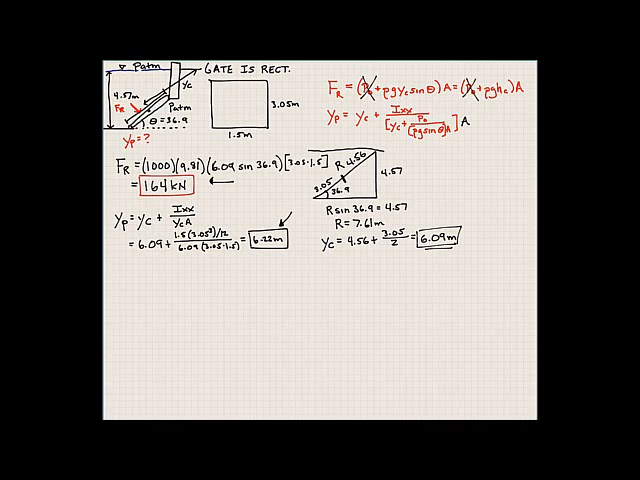 Patm
GATE IS RECT.
yc
4.57m
FR
Patm
θ = 36.9
yp = ?
3.05m
1.5m
FR = (P₀ + ρg yc sin θ) A = (P₀ + ρghc) A
yp = yc + Ixx / [yc + P₀ / (ρg sin θ) A] A
FR = (1000)(9.81)(6.09 sin 36.9)[3.05·1.5]
= 164 kN
R 4.56
4.57
3.05
36.9
R sin 36.9 = 4.57
R = 7.61m
yc = 4.56 + 3.05/2 = 6.09m
yp = yc + Ixx / yc A
= 6.09 + 1.5(3.05³)/12 / 6.09(3.05·1.5) = 6.22m